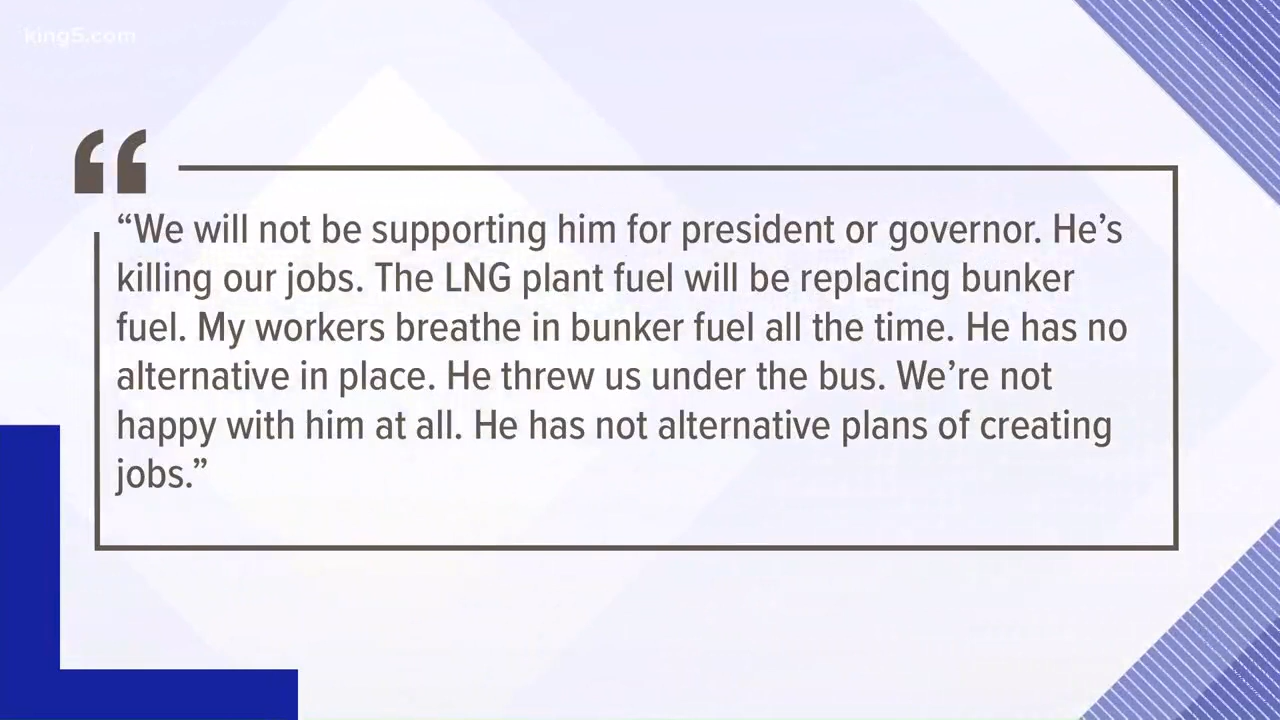 king5.com
“We will not be supporting him for president or governor. He’s
killing our jobs. The LNG plant fuel will be replacing bunker
fuel. My workers breathe in bunker fuel all the time. He has no
alternative in place. He threw us under the bus. We’re not
happy with him at all. He has not alternative plans of creating
jobs.”